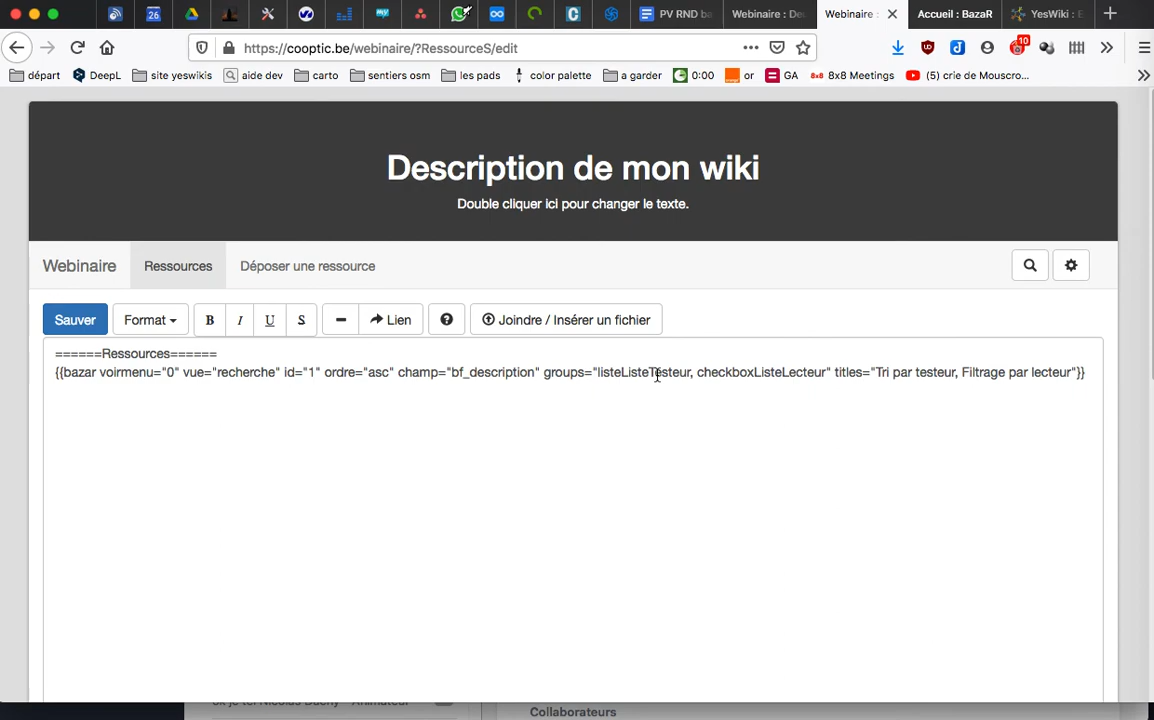 26
PV RND ba
Webinaire : De
Webinaire :
Accueil : BazaR
YesWiki : E
https://cooptic.be/webinaire/?RessourceS/edit
10
départ
DeepL
site yeswikis
aide dev
carto
sentiers osm
les pads
color palette
a garder
0:00
or
GA
8x8 Meetings
(5) crie de Mouscro...
Description de mon wiki
Double cliquer ici pour changer le texte.
Webinaire
Ressources
Déposer une ressource
Sauver
Format
B
I
U
S
Lien
Joindre / Insérer un fichier
======Ressources======
{{bazar voirmenu="0" vue="recherche" id="1" ordre="asc" champ="bf_description" groups="listeListeTesteur, checkboxListeLecteur" titles="Tri par testeur, Filtrage par lecteur"}}
Collaborateurs